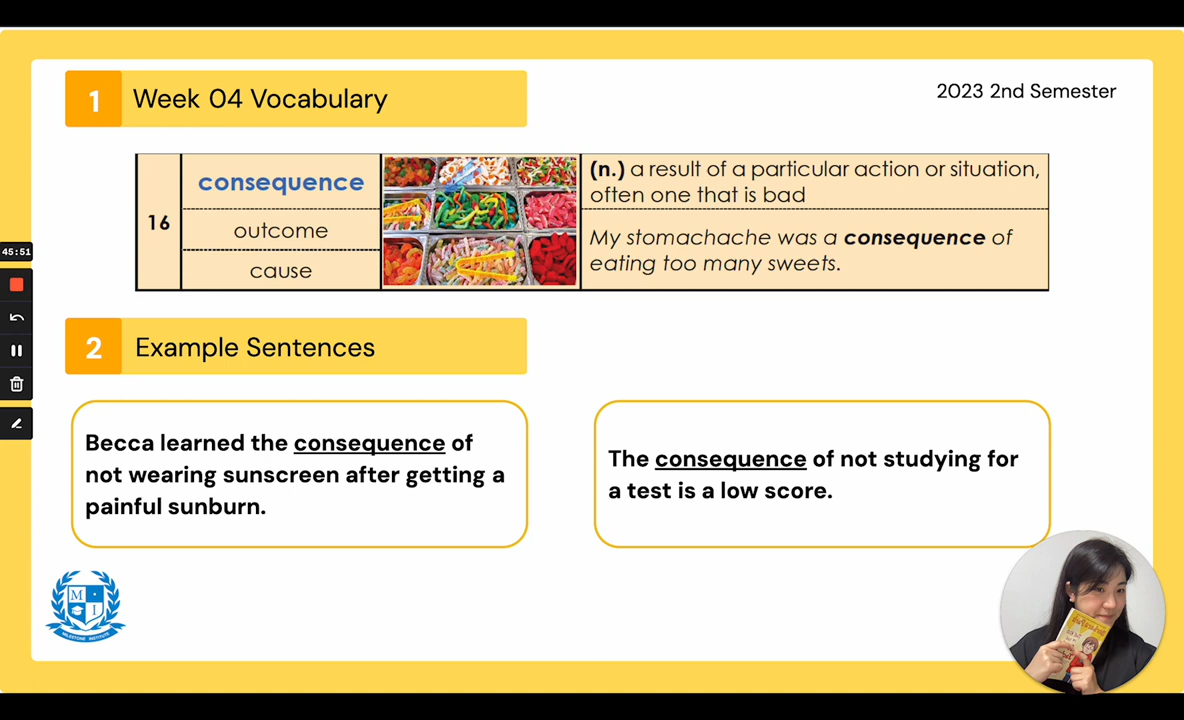 1 Week 04 Vocabulary
2023 2nd Semester
16
consequence
outcome
cause
(n.) a result of a particular action or situation,
often one that is bad
My stomachache was a consequence of
eating too many sweets.
45:51
2 Example Sentences
Becca learned the consequence of
not wearing sunscreen after getting a
painful sunburn.
The consequence of not studying for
a test is a low score.
M I
MILESTONE INSTITUTE